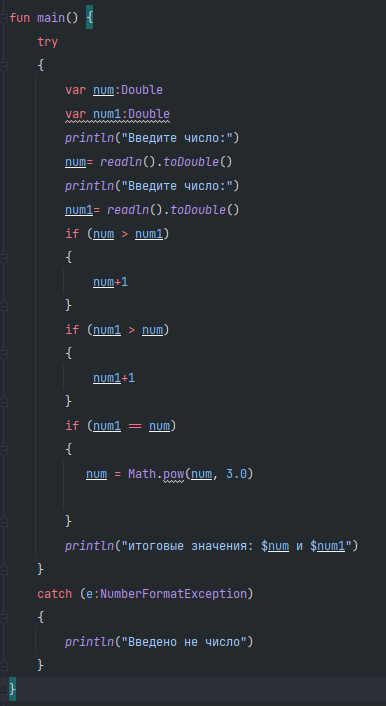 fun main() {
try
{
var num:Double
var num1:Double
println("Введите число:")
num= readln().toDouble()
println("Введите число:")
num1= readln().toDouble()
if (num > num1)
{
num+1
}
if (num1 > num)
{
num1+1
}
if (num1 == num)
{
num = Math.pow(num, 3.0)
}
println("итоговые значения: $num и $num1")
}
catch (e:NumberFormatException)
{
println("Введено не число")
}
}